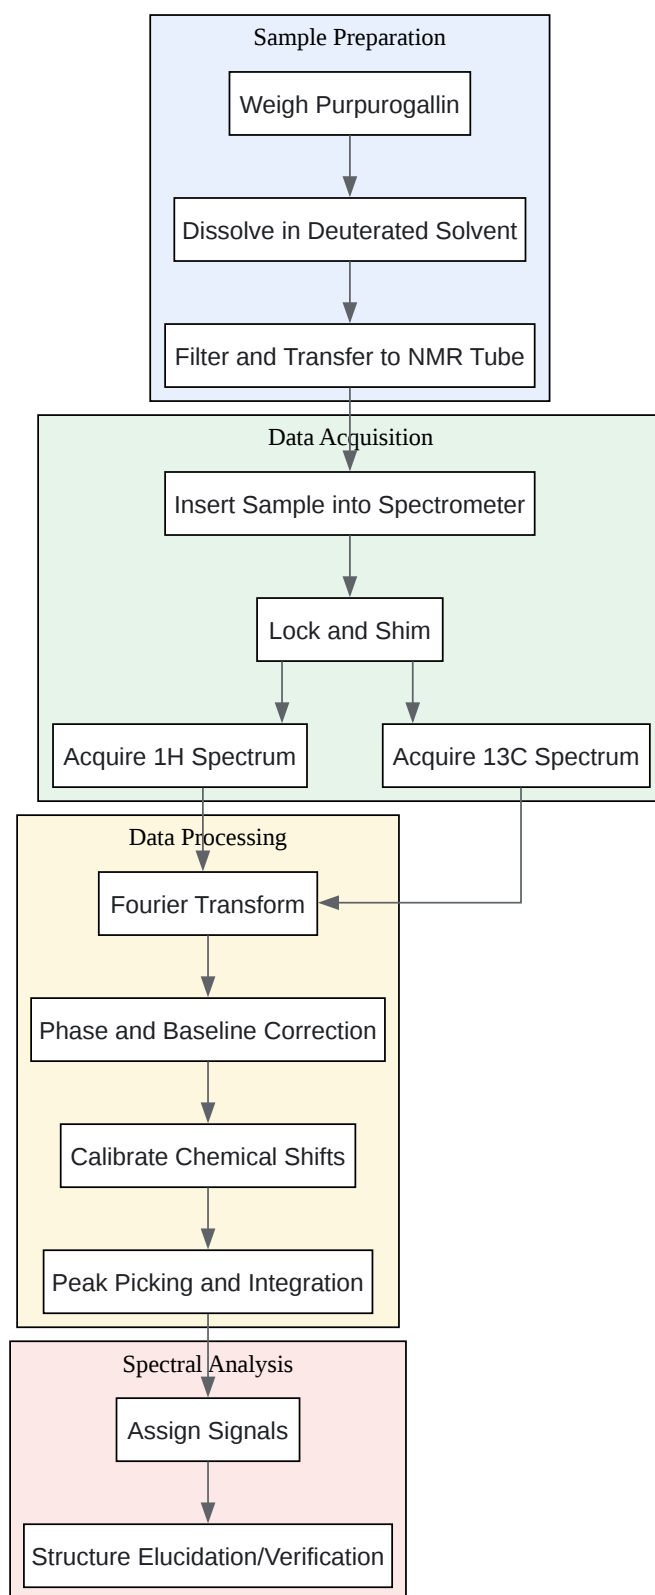 Sample Preparation
Weigh Purpurogallin
Dissolve in Deuterated Solvent
Filter and Transfer to NMR Tube
Data Acquisition
Insert Sample into Spectrometer
Lock and Shim
Acquire 1H Spectrum
Acquire 13C Spectrum
Data Processing
Fourier Transform
Phase and Baseline Correction
Calibrate Chemical Shifts
Peak Picking and Integration
Spectral Analysis
Assign Signals
Structure Elucidation/Verification